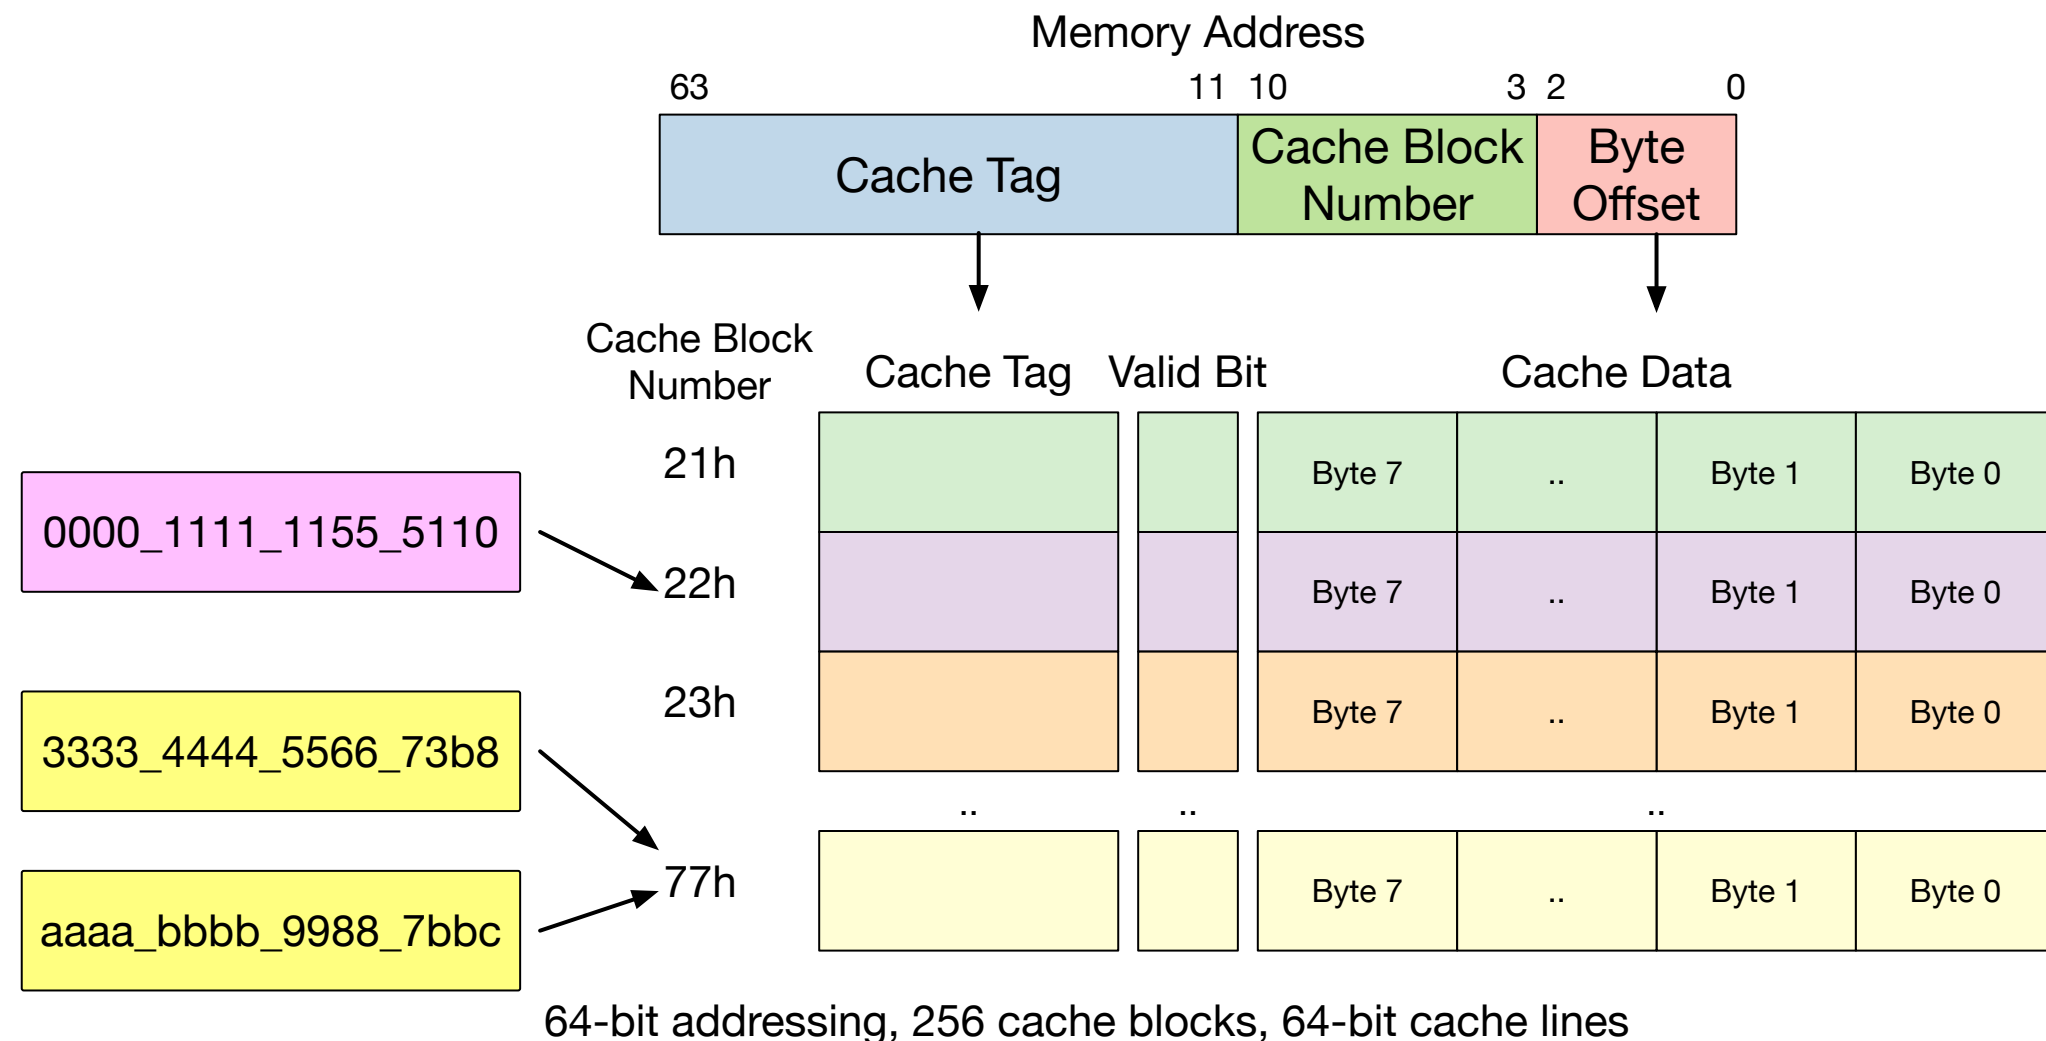 Memory Address
63 11 10 3 2 0
Cache Tag
Cache Block
Number
Byte
Offset
Cache Block
Number
Cache Tag
Valid Bit
Cache Data
21h
Byte 7 .. Byte 1 Byte 0
0000_1111_1155_5110
22h
Byte 7 .. Byte 1 Byte 0
23h
Byte 7 .. Byte 1 Byte 0
3333_4444_5566_73b8
.. .. ..
77h
Byte 7 .. Byte 1 Byte 0
aaaa_bbbb_9988_7bbc
64-bit addressing, 256 cache blocks, 64-bit cache lines